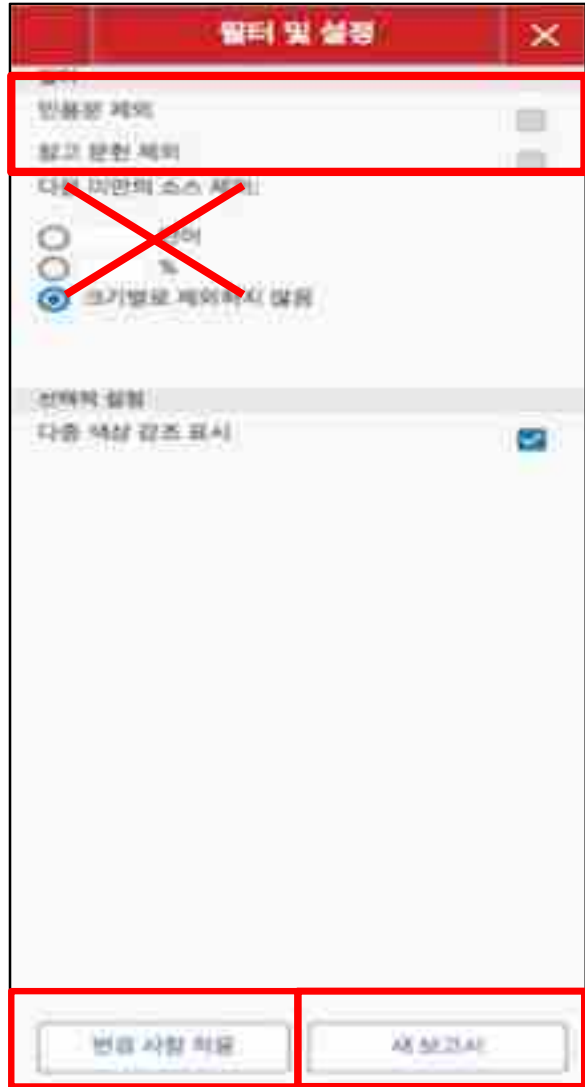 필터 및 설정
필터
인용문 제외
참고 문헌 제외
다음 미만의 소스 제외:
단어
%
크기별로 제외하지 않음
선택적 설정
다중 색상 강조 표시
변경 사항 적용
새 보고서